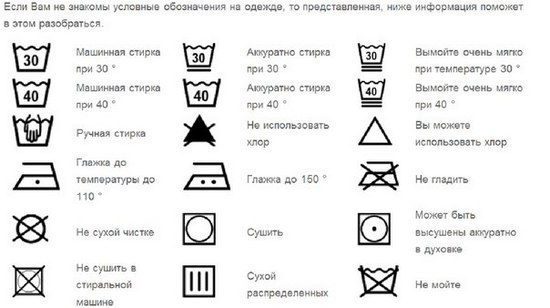 Если Вам не знакомы условные обозначения на одежде, то представленная, ниже информация поможет
в этом разобраться.
30
Машинная стирка
при 30 °
30
Аккуратно стирка
при 30 °
30
Вымойте очень мягко
при температуре 30 °
40
Машинная стирка
при 40 °
40
Аккуратно стирка
при 40 °
40
Вымойте очень мягко
при 40 °
Ручная стирка
Не использовать
хлор
Вы можете
использовать хлор
Глажка до
температуры до
110 °
Глажка до 150 °
Не гладить
Не сухой чистке
Сушить
Может быть
высушены аккуратно
в духовке
Не сушить в
стиральной
машине
Сухой
распределенных
Не мойте